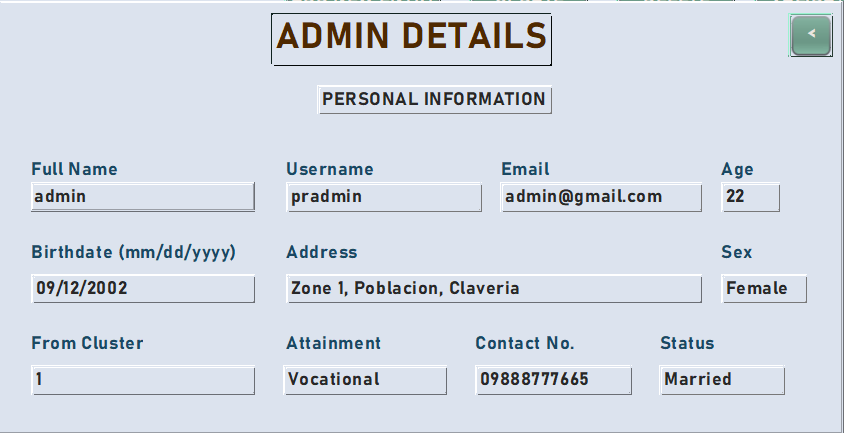 ADMIN DETAILS
<
PERSONAL INFORMATION
Full Name Username Email Age
admin pradmin admin@gmail.com 22
Birthdate (mm/dd/yyyy) Address Sex
09/12/2002 Zone 1, Poblacion, Claveria Female
From Cluster Attainment Contact No. Status
1 Vocational 09888777665 Married